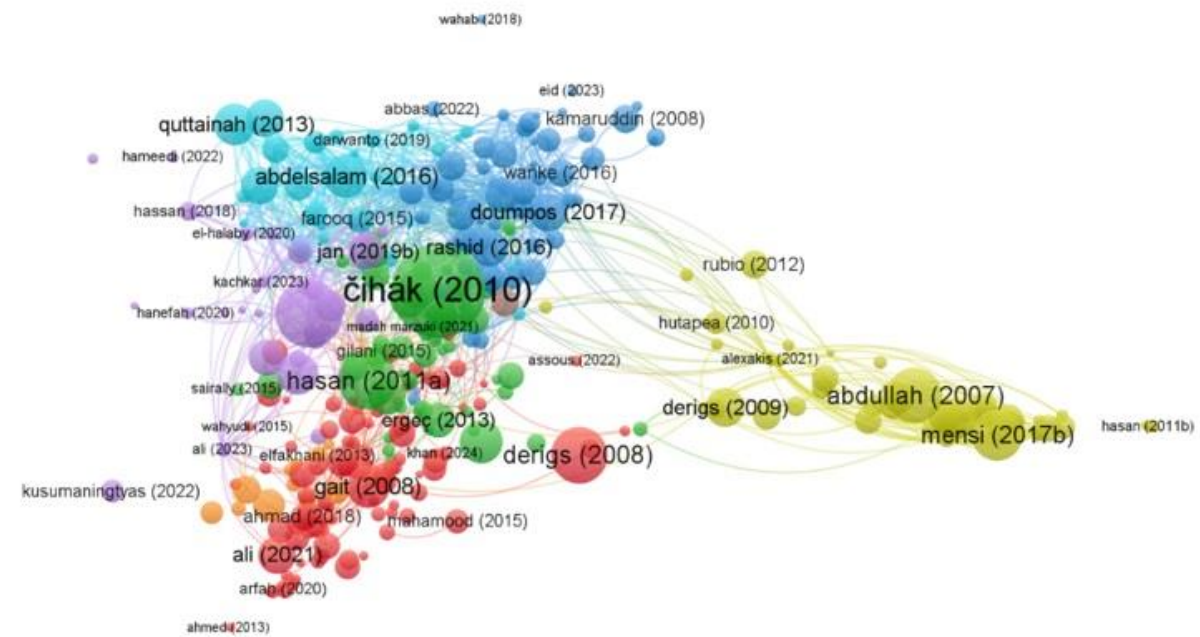 wahab (2018)
eid (2023)
abbas (2022)
kamaruddin (2008)
quttainah (2013)
darwanto (2019)
hameedi (2022)
wanke (2016)
abdelsalam (2016)
hassan (2018)
farooq (2015)
doumpos (2017)
el-halaby (2020)
jan (2019b)
rashid (2016)
rubio (2012)
kachkar (2023)
čihák (2010)
hanefah (2020)
madah marzuki (2021)
hutapea (2010)
gilani (2015)
assous (2022)
alexakis (2021)
sairally (2015)
hasan (2011a)
abdullah (2007)
derigs (2009)
ergeç (2013)
wahyudi (2015)
hasan (2011b)
mensi (2017b)
ali (2023)
elfakhani (2013)
khan (2024)
derigs (2008)
gait (2008)
kusumaningtyas (2022)
ahmad (2018)
mahamood (2015)
ali (2021)
arfah (2020)
ahmed (2013)